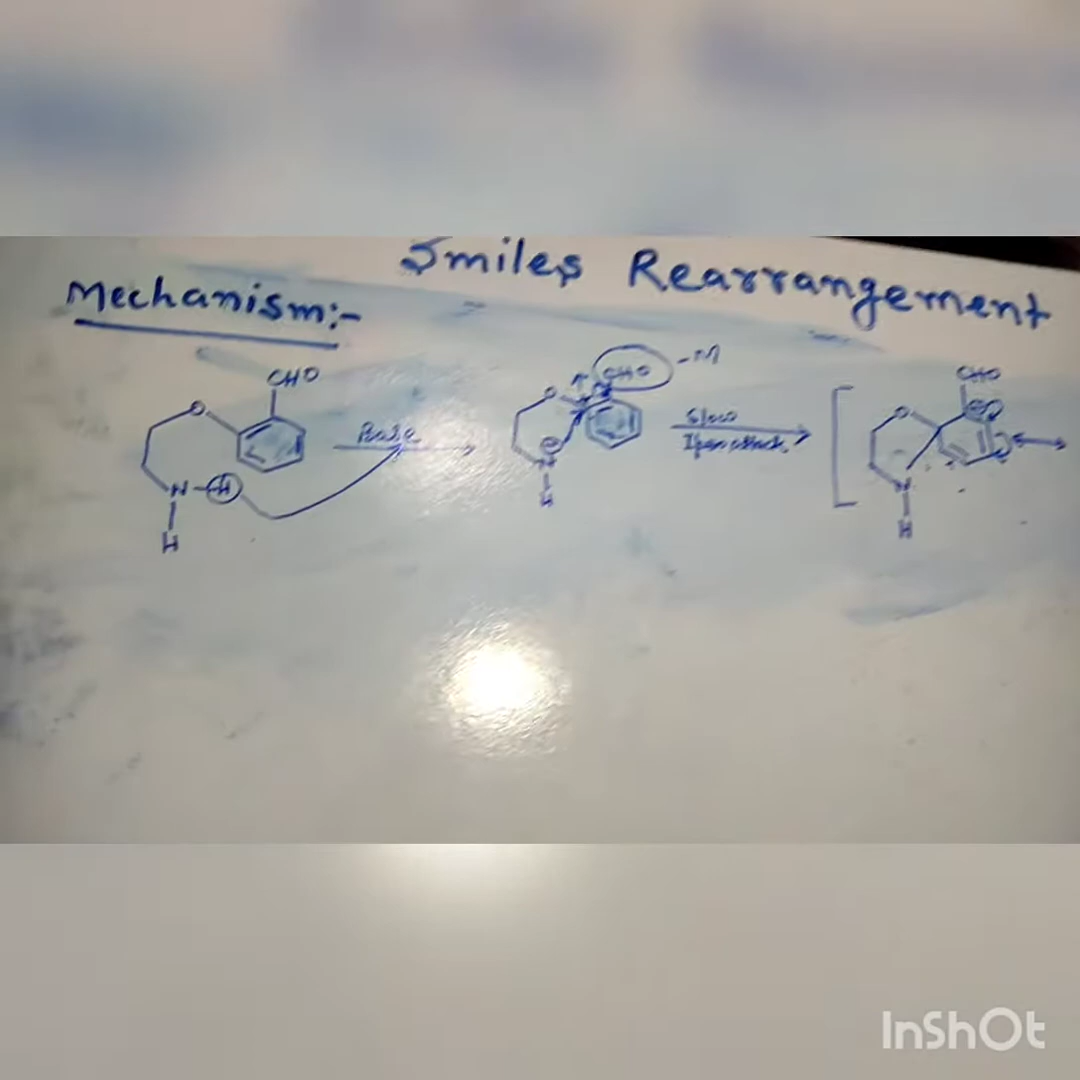 Smiles Rearrangement
Mechanism:-
CHO
O
N-H
H
Base
CHO -M
O
N
H
Slow
Ipso attack
CHO
O
N
H
InShOt